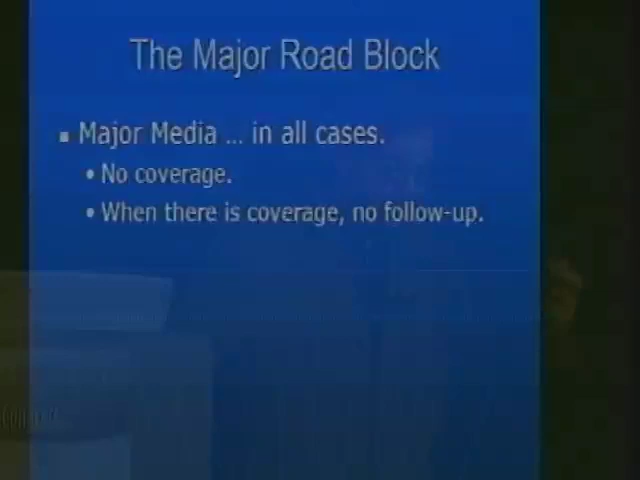 The Major Road Block
▪ Major Media ... in all cases.
• No coverage.
• When there is coverage, no follow-up.